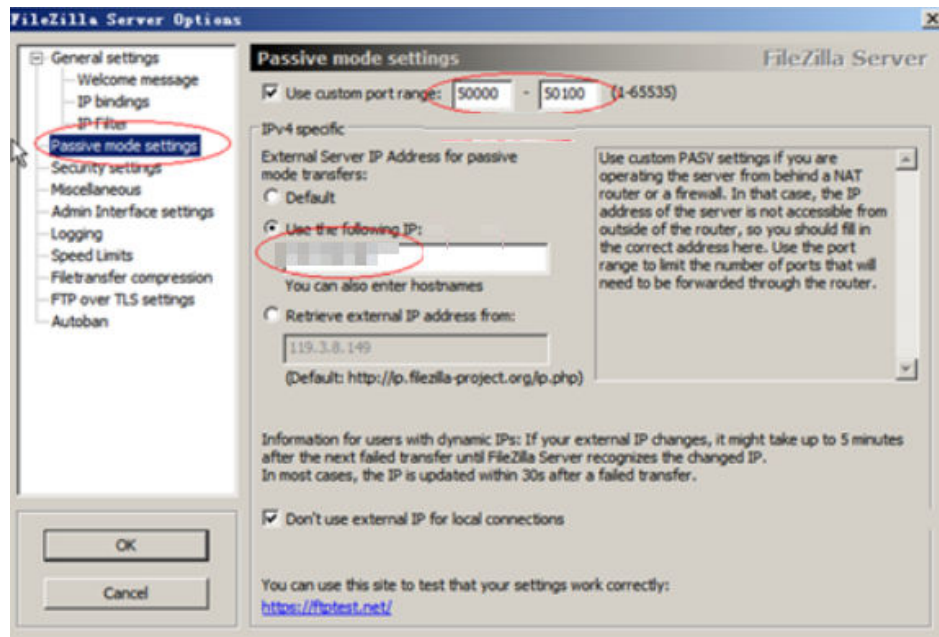 FileZilla Server Options
General settings
Welcome message
IP bindings
IP Filter
Passive mode settings
Security settings
Miscellaneous
Admin Interface settings
Logging
Speed Limits
Filetransfer compression
FTP over TLS settings
Autoban
OK
Cancel
Passive mode settings
FileZilla Server
Use custom port range: 50000 - 50100 (1-65535)
IPv4 specific
External Server IP Address for passive
mode transfers:
Default
Use the following IP:
You can also enter hostnames
Retrieve external IP address from:
119.3.8.149
(Default: http://ip.filezilla-project.org/ip.php)
Use custom PASV settings if you are
operating the server from behind a NAT
router or a firewall. In that case, the IP
address of the server is not accessible from
outside of the router, so you should fill in
the correct address here. Use the port
range to limit the number of ports that will
need to be forwarded through the router.
Information for users with dynamic IPs: If your external IP changes, it might take up to 5 minutes
after the next failed transfer until FileZilla Server recognizes the changed IP.
In most cases, the IP is updated within 30s after a failed transfer.
Don't use external IP for local connections
You can use this site to test that your settings work correctly:
https://ftptest.net/